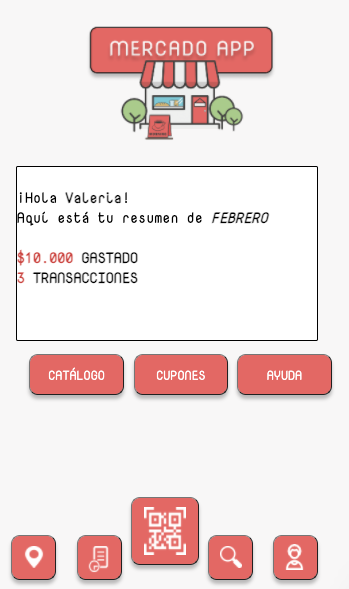 MERCADO APP
¡Hola Valeria!
Aquí está tu resumen de FEBRERO
$10.000 GASTADO
3 TRANSACCIONES
CATÁLOGO
CUPONES
AYUDA